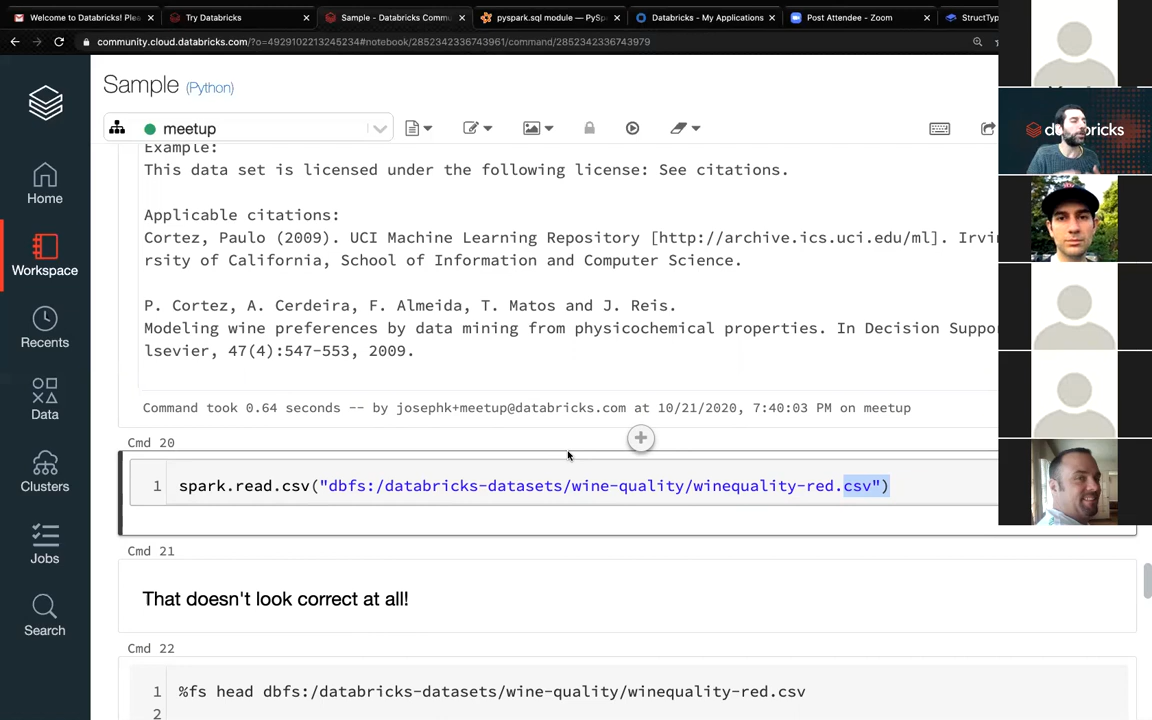 Welcome to Databricks! Plea
Try Databricks
Sample - Databricks Commu
pyspark.sql module — PySp
Databricks - My Applications
Post Attendee - Zoom
StructTyp
community.cloud.databricks.com/?o=4929102213245234#notebook/2852342336743961/command/2852342336743979
Sample (Python)
meetup
Home
Workspace
Recents
Data
Clusters
Jobs
Search
Example:
This data set is licensed under the following license: See citations.
Applicable citations:
Cortez, Paulo (2009). UCI Machine Learning Repository [http://archive.ics.uci.edu/ml]. Irvin
rsity of California, School of Information and Computer Science.
P. Cortez, A. Cerdeira, F. Almeida, T. Matos and J. Reis.
Modeling wine preferences by data mining from physicochemical properties. In Decision Suppo
lsevier, 47(4):547-553, 2009.
Command took 0.64 seconds -- by josephk+meetup@databricks.com at 10/21/2020, 7:40:03 PM on meetup
Cmd 20
1 spark.read.csv("dbfs:/databricks-datasets/wine-quality/winequality-red.csv")
Cmd 21
That doesn't look correct at all!
Cmd 22
1 %fs head dbfs:/databricks-datasets/wine-quality/winequality-red.csv
2